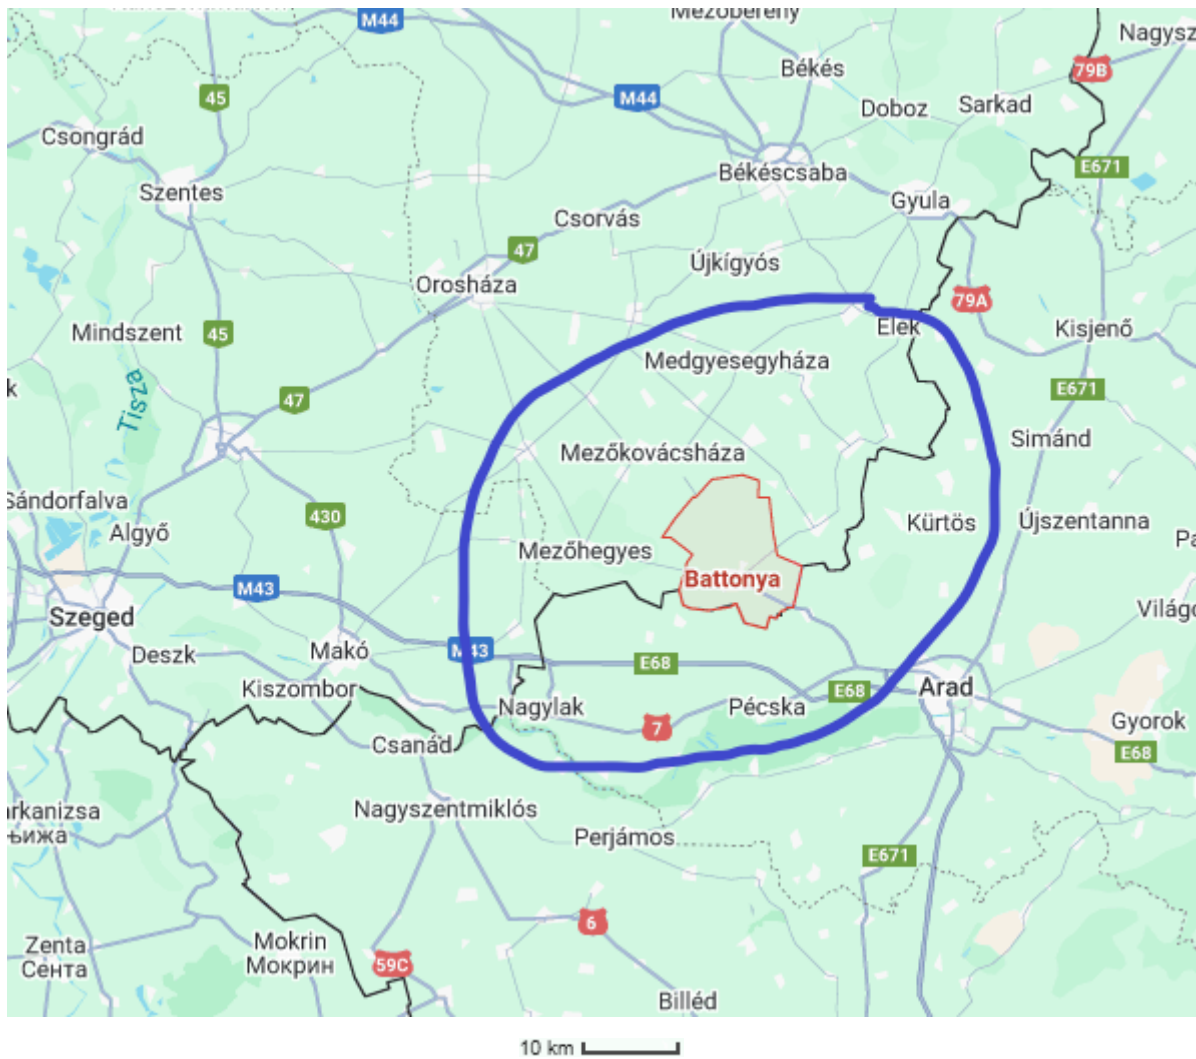 M44
Mezőberény
79B
Nagysz
45
M44
Békés
Doboz
Sarkad
Csongrád
E671
Szentes
Békéscsaba
Gyula
Csorvás
47
Újkígyós
Orosháza
79A
Mindszent
45
Elek
Kisjenő
Medgyesegyháza
k
Tisza
47
E671
Simánd
Mezőkovácsháza
Sándorfalva
430
Kürtös
Újszentanna
Algyő
Mezőhegyes
Pa
Battonya
M43
Szeged
Világo
Deszk
Makó
M43
E68
Kiszombor
Nagylak
Pécska
E68
Arad
7
Gyorok
Csanád
E68
arkanizsa
њижа
Nagyszentmiklós
Perjámos
E671
6
Zenta
Сента
Mokrin
Мокрин
59C
Billéd
10 km